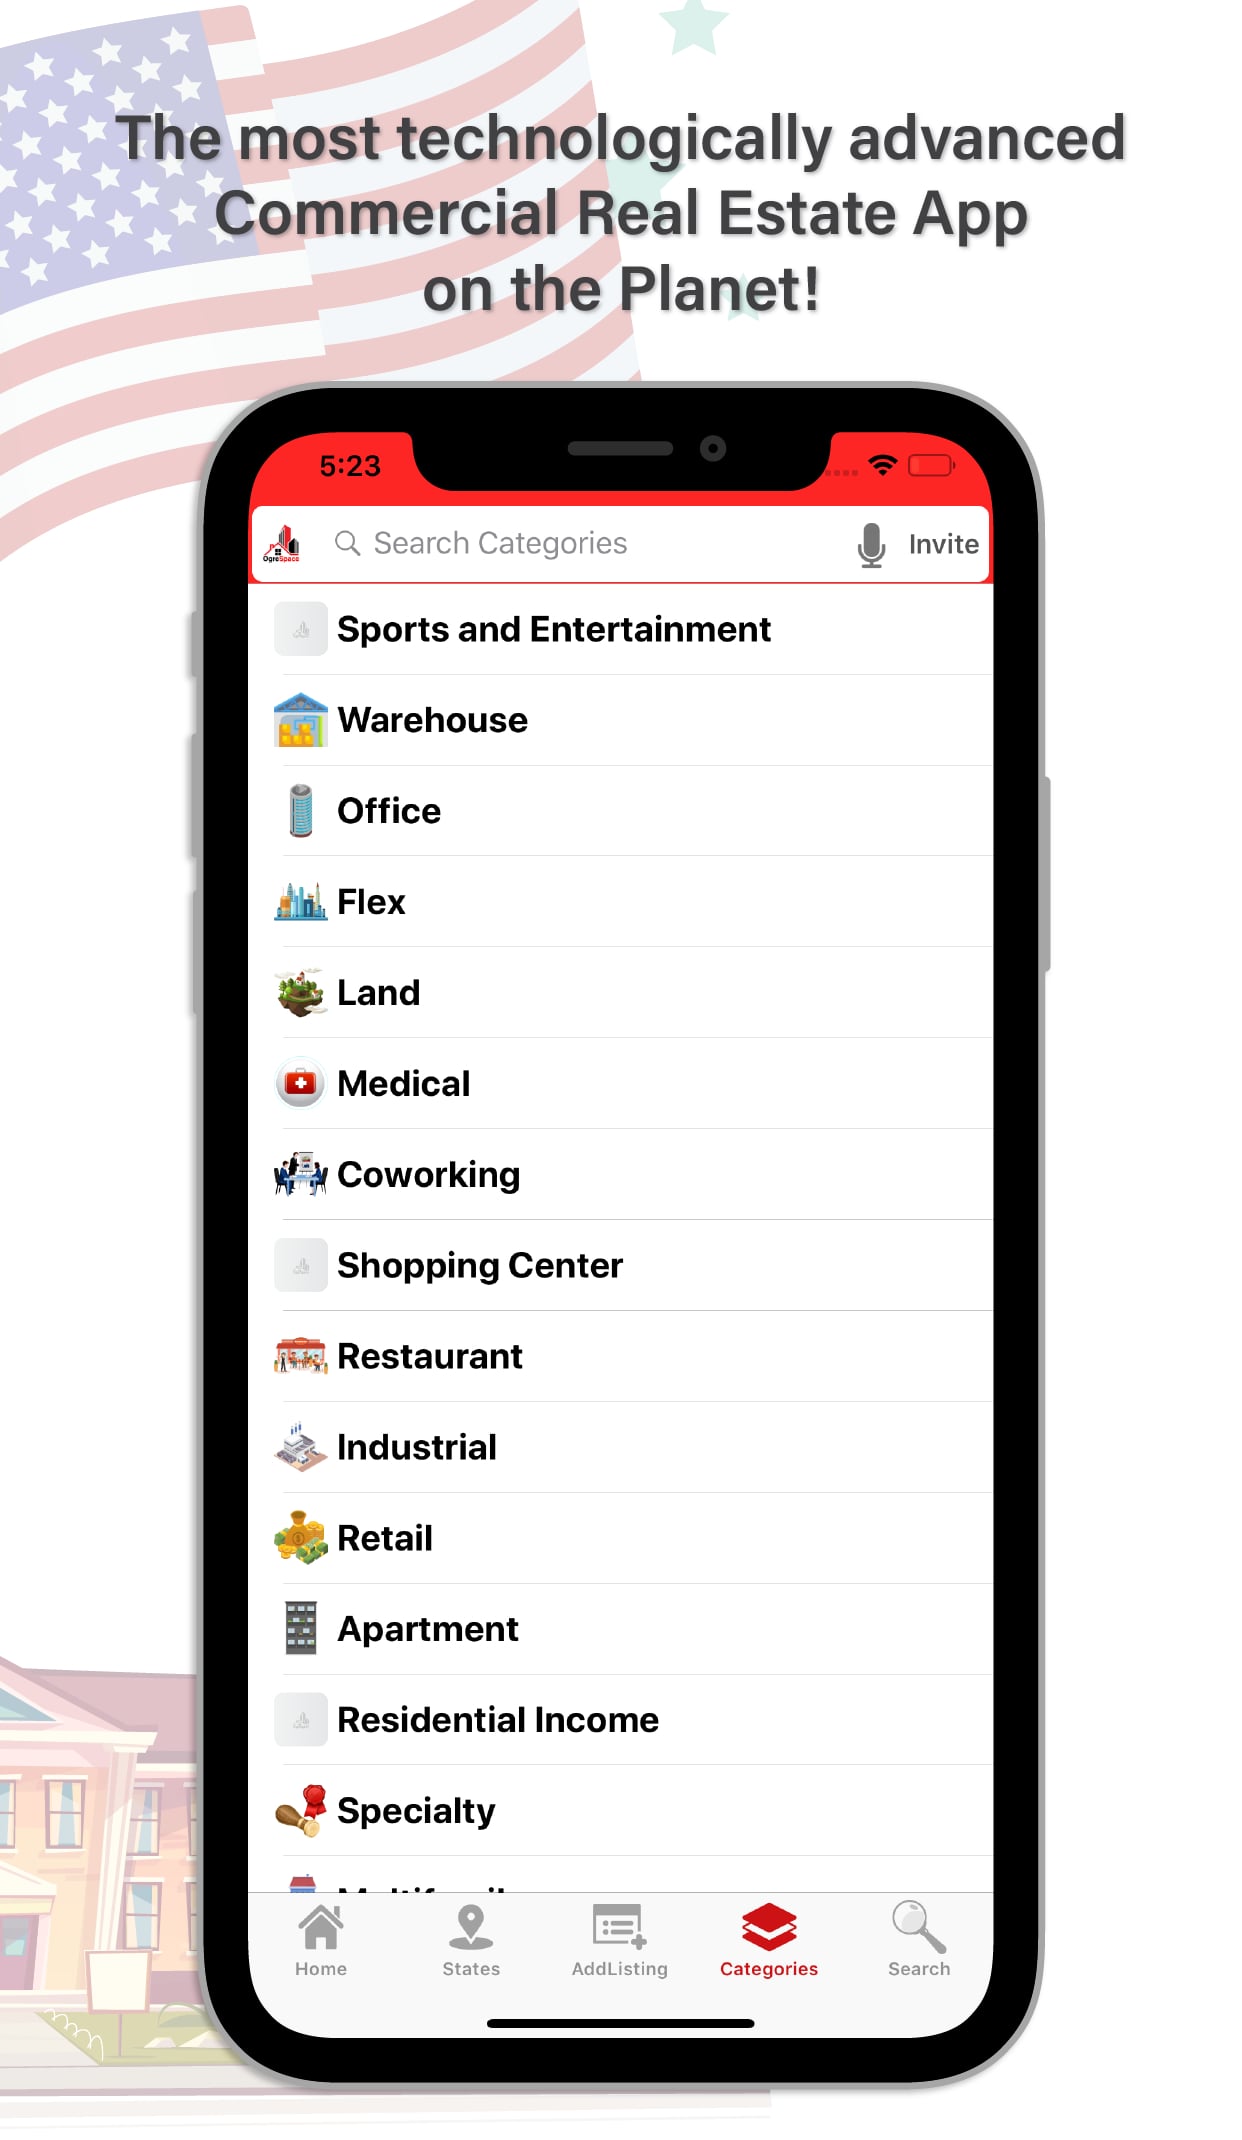 The most technologically advanced
Commercial Real Estate App
on the Planet!
5:23
OgreSpace
Search Categories
Invite
Sports and Entertainment
Warehouse
Office
Flex
Land
Medical
Coworking
Shopping Center
Restaurant
Industrial
Retail
Apartment
Residential Income
Specialty
Home
States
AddListing
Categories
Search